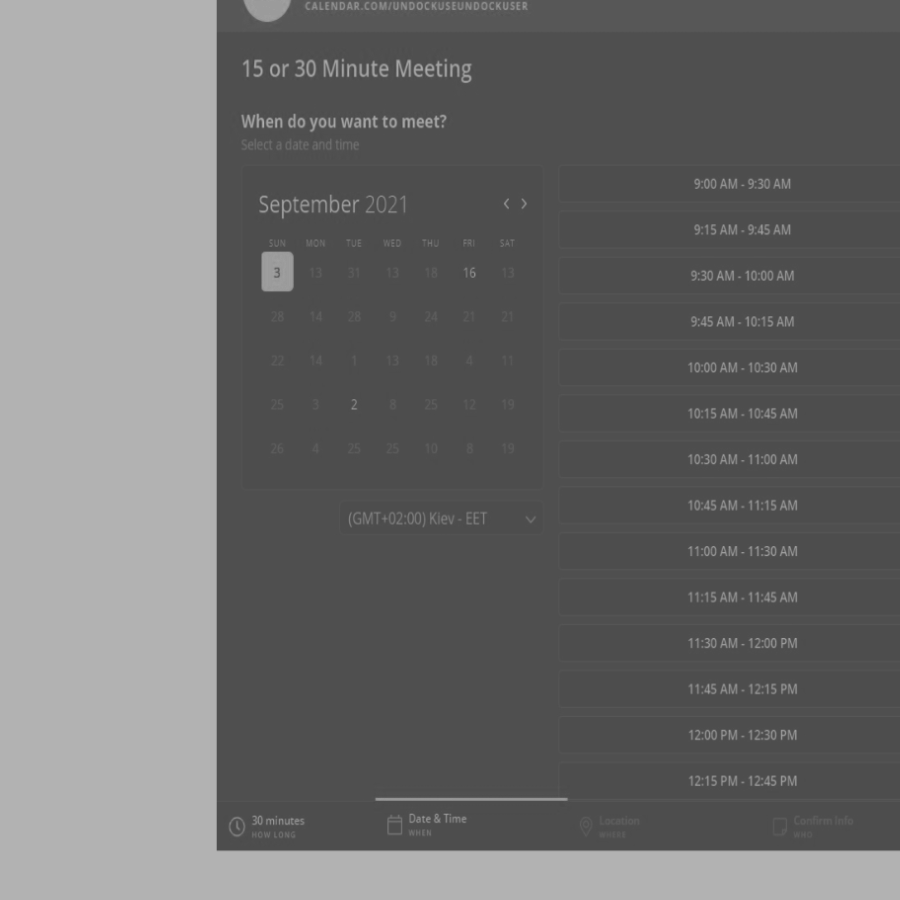 CALENDAR.COM/UNDOCKUSEUNDOCKUSER
15 or 30 Minute Meeting
When do you want to meet?
Select a date and time
September 2021
SUN MON TUE WED THU FRI SAT
3 13 31 13 18 16 13
28 14 28 9 24 21 21
22 14 1 13 18 4 11
25 3 2 8 25 12 19
26 4 25 25 10 8 19
(GMT+02:00) Kiev - EET
9:00 AM - 9:30 AM
9:15 AM - 9:45 AM
9:30 AM - 10:00 AM
9:45 AM - 10:15 AM
10:00 AM - 10:30 AM
10:15 AM - 10:45 AM
10:30 AM - 11:00 AM
10:45 AM - 11:15 AM
11:00 AM - 11:30 AM
11:15 AM - 11:45 AM
11:30 AM - 12:00 PM
11:45 AM - 12:15 PM
12:00 PM - 12:30 PM
12:15 PM - 12:45 PM
30 minutes
HOW LONG
Date & Time
WHEN
Location
WHERE
Confirm Info
WHO